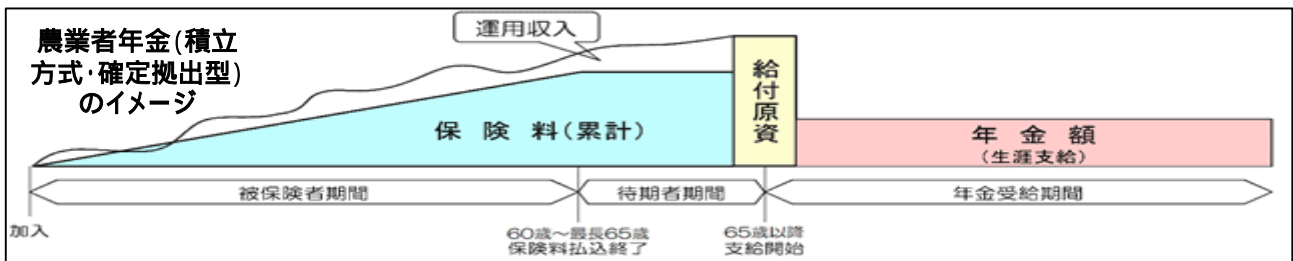 農業者年金(積立
方式・確定拠出型)
のイメージ
運用収入
保険料(累計)
給付原資
年金額
(生涯支給)
被保険者期間
待期者期間
年金受給期間
加入
60歳～最長65歳
保険料払込終了
65歳以降
支給開始